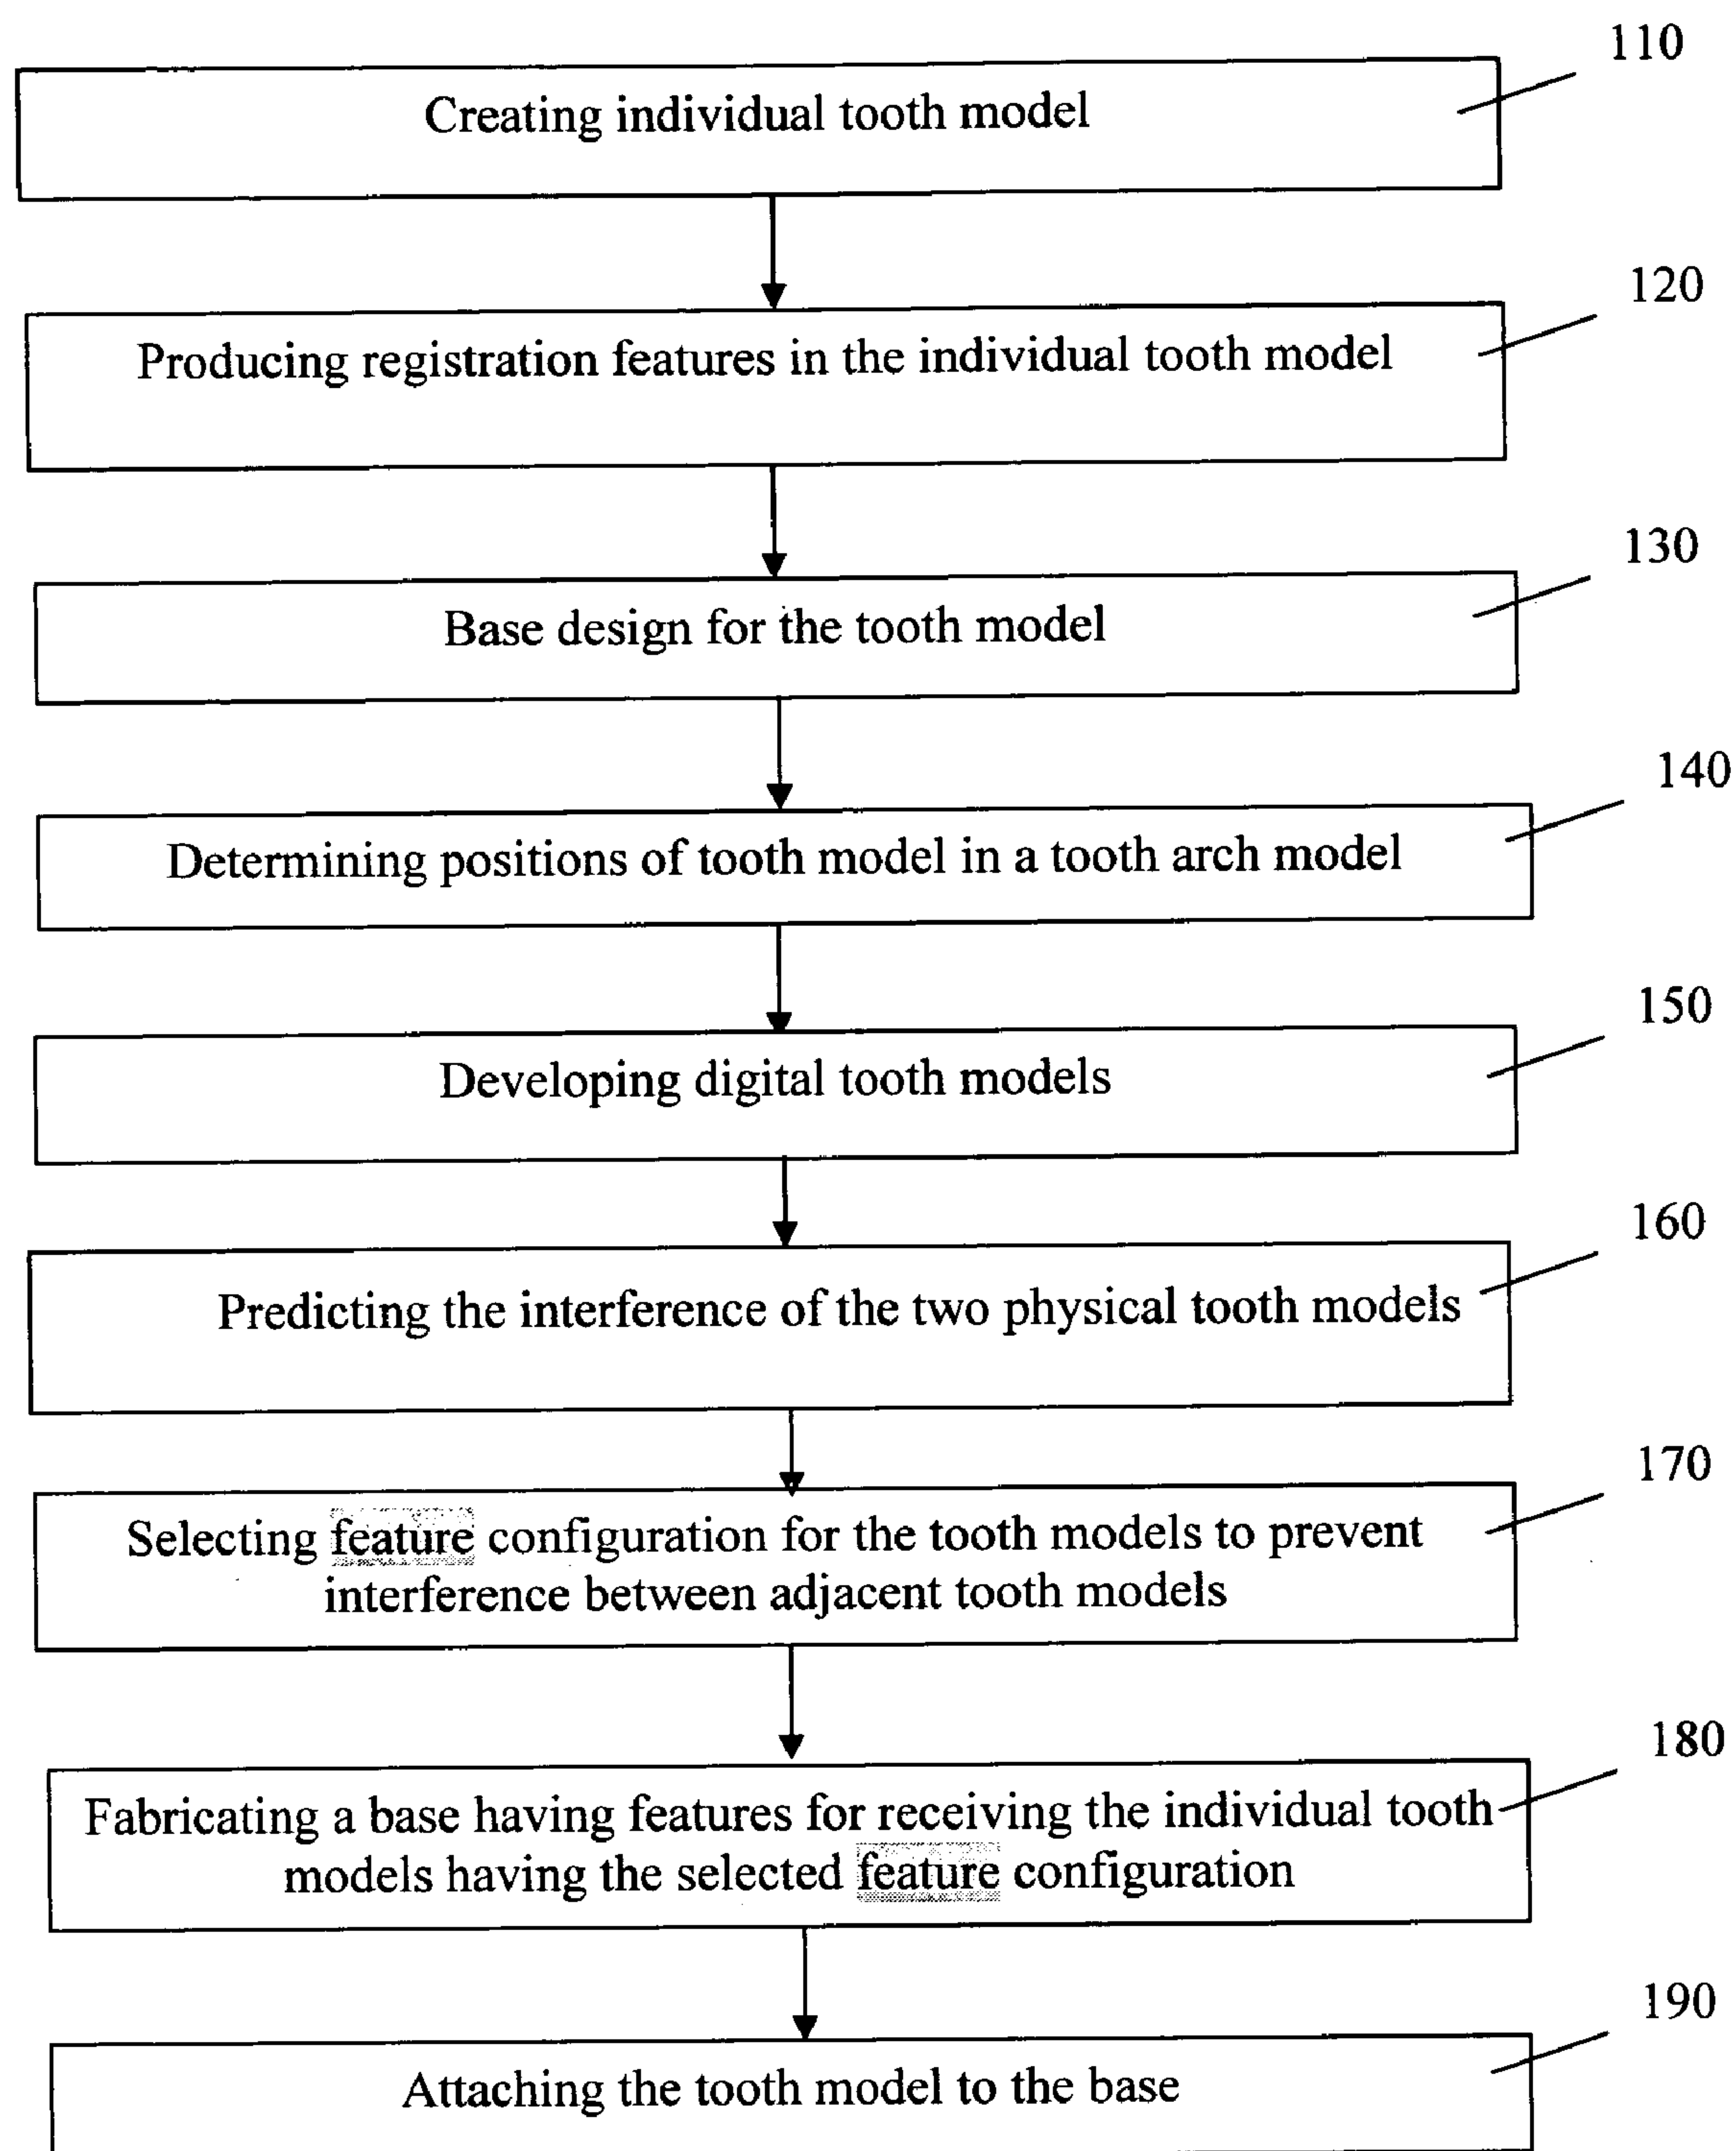 110
Creating individual tooth model
120
Producing registration features in the individual tooth model
130
Base design for the tooth model
140
Determining positions of tooth model in a tooth arch model
150
Developing digital tooth models
160
Predicting the interference of the two physical tooth models
170
Selecting feature configuration for the tooth models to prevent
interference between adjacent tooth models
180
Fabricating a base having features for receiving the individual tooth
models having the selected feature configuration
190
Attaching the tooth model to the base